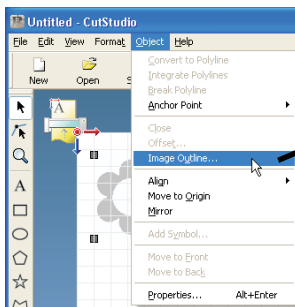 Untitled - CutStudio
File Edit View Format Object Help
New Open S
A
A
Convert to Polyline
Integrate Polylines
Break Polyline
Anchor Point
Close
Offset...
Image Outline...
Align
Move to Origin
Mirror
Add Symbol...
Move to Front
Move to Back
Properties... Alt+Enter